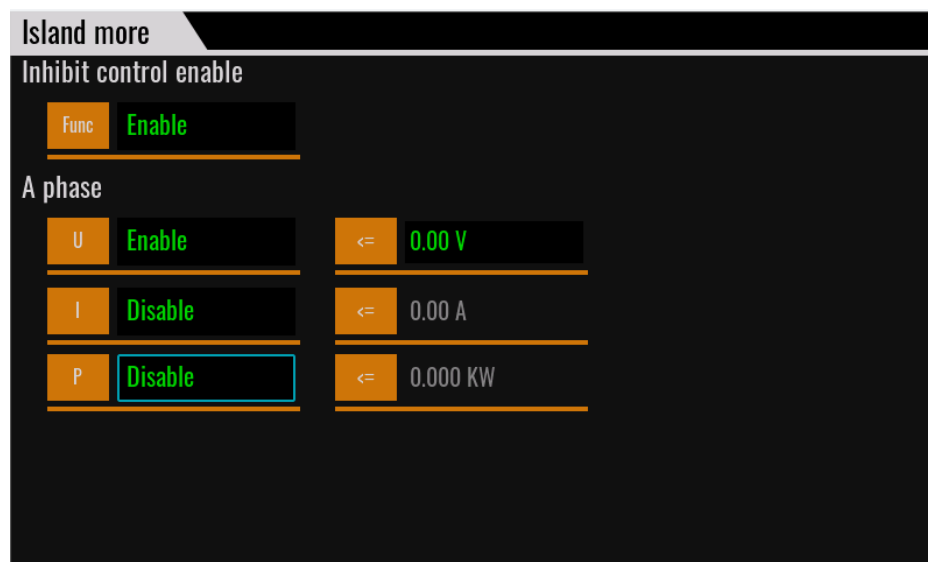 Island more
Inhibit control enable
Func Enable
A phase
U Enable <= 0.00 V
I Disable <= 0.00 A
P Disable <= 0.000 KW